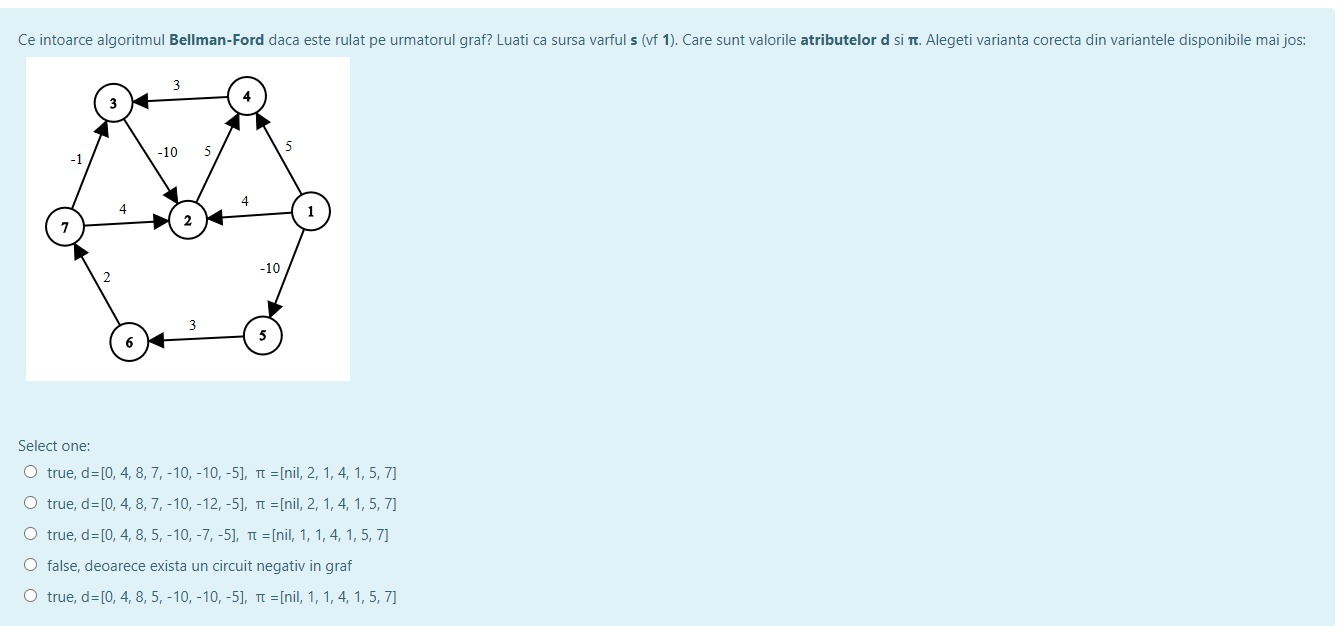 Ce intoarce algoritmul Bellman-Ford daca este rulat pe urmatorul graf? Luati ca sursa varful s (vf 1). Care sunt valorile atributelor d si π. Alegeti varianta corecta din variantele disponibile mai jos:
3
3
4
-1
-10
5
5
4
4
7
2
1
2
-10
3
6
5
Select one:
true, d=[0, 4, 8, 7, -10, -10, -5], π =[nil, 2, 1, 4, 1, 5, 7]
true, d=[0, 4, 8, 7, -10, -12, -5], π =[nil, 2, 1, 4, 1, 5, 7]
true, d=[0, 4, 8, 5, -10, -7, -5], π =[nil, 1, 1, 4, 1, 5, 7]
false, deoarece exista un circuit negativ in graf
true, d=[0, 4, 8, 5, -10, -10, -5], π =[nil, 1, 1, 4, 1, 5, 7]